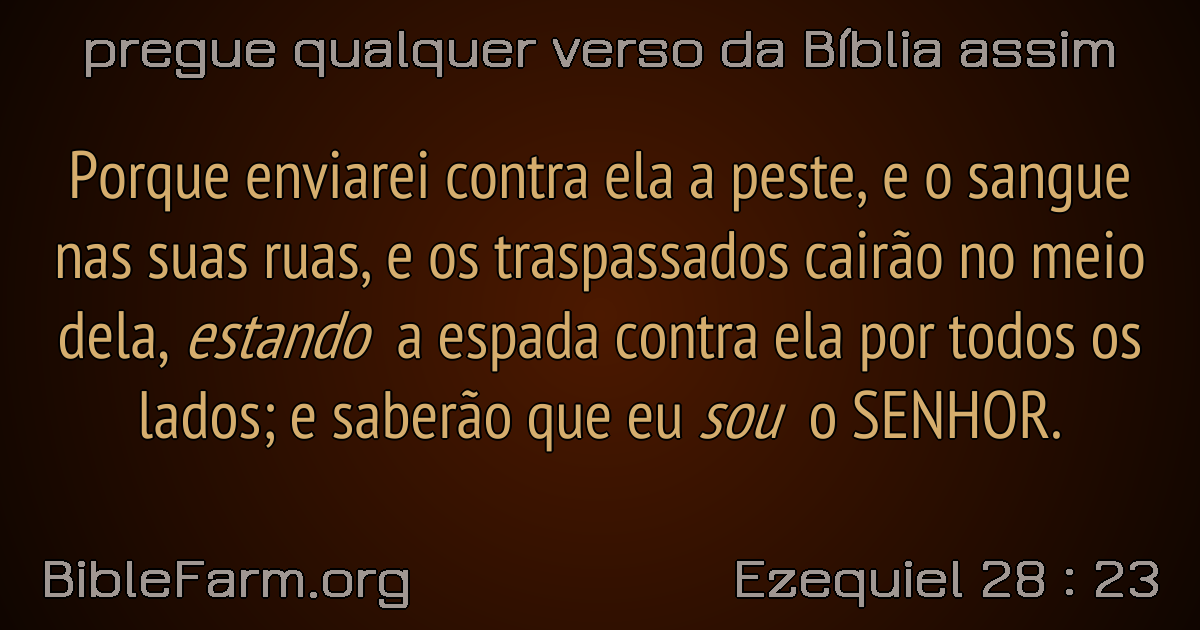 pregue qualquer verso da Bíblia assim
Porque enviarei contra ela a peste, e o sangue
nas suas ruas, e os traspassados cairão no meio
dela, estando a espada contra ela por todos os
lados; e saberão que eu sou o SENHOR.
BibleFarm.org
Ezequiel 28 : 23